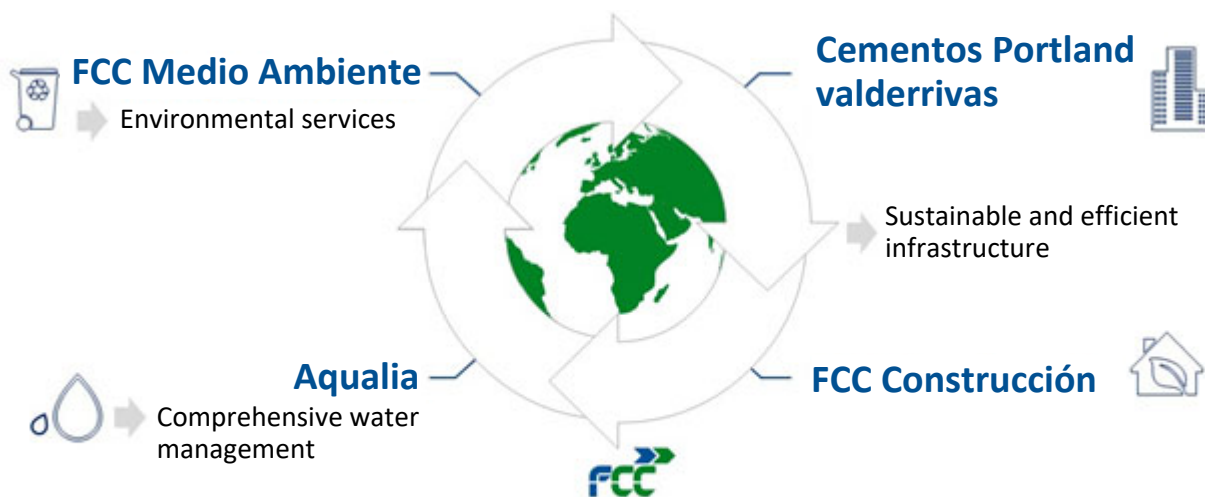 FCC Medio Ambiente
Environmental services
Cementos Portland
valderrivas
Sustainable and efficient
infrastructure
Aqualia
Comprehensive water
management
FCC Construcción
FCC